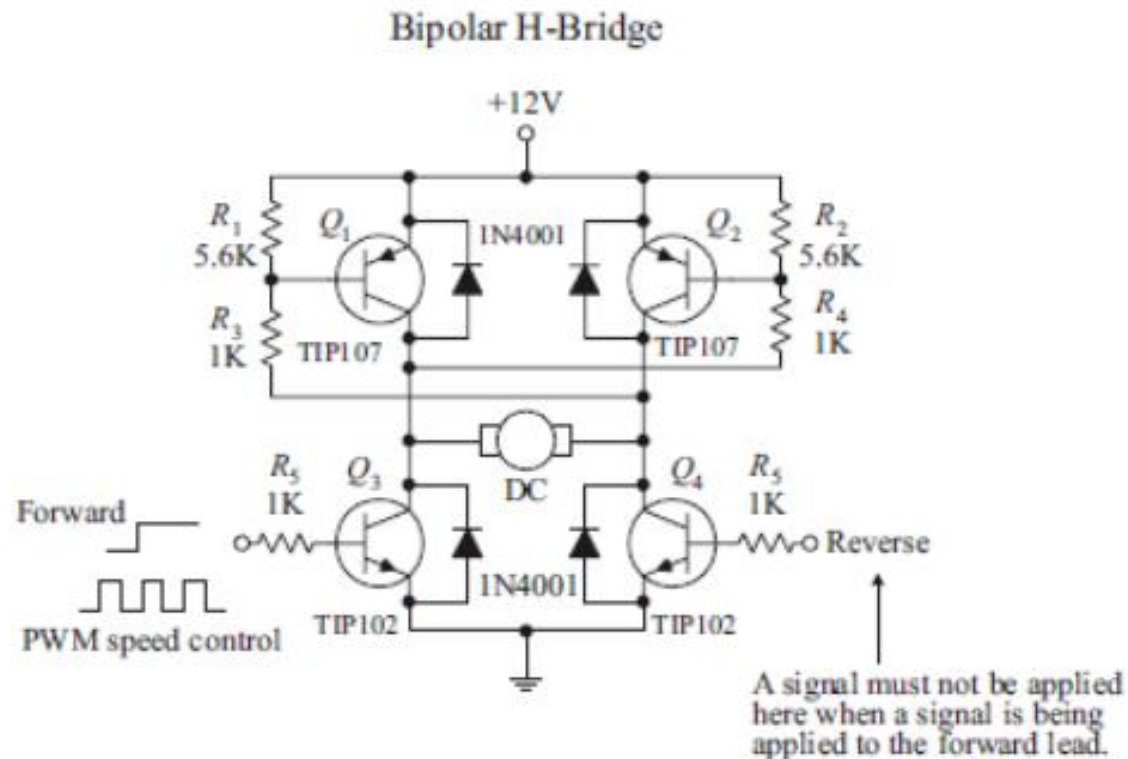 Bipolar H-Bridge
+12V
R₁
5.6K
Q₁
1N4001
Q₂
R₂
5.6K
R₃
1K
TIP107
TIP107
R₄
1K
DC
R₅
1K
Q₃
Q₄
R₅
1K
Forward
Reverse
1N4001
TIP102
TIP102
PWM speed control
A signal must not be applied
here when a signal is being
applied to the forward lead.